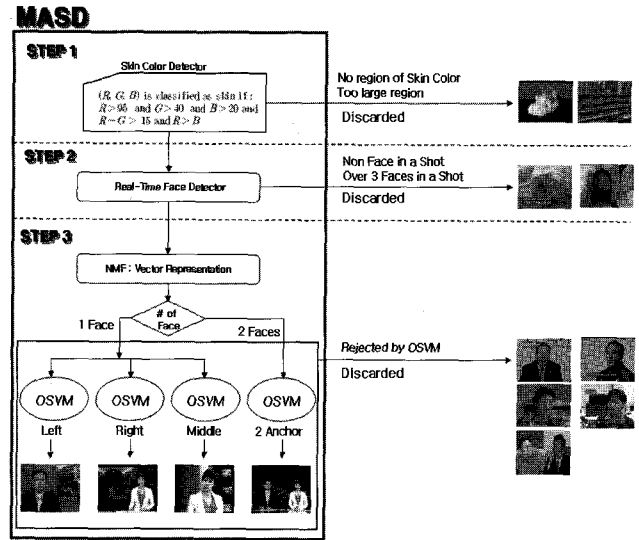 MASD
STEP 1
Skin Color Detector
(R, G, B) is classified as skin if:
R>95 and G>40 and B>20 and
R-G > 15 and R>B
No region of Skin Color
Too large region
Discarded
STEP 2
Real-Time Face Detector
Non Face in a Shot
Over 3 Faces in a Shot
Discarded
STEP 3
NMF: Vector Representation
# of
Face
1 Face
2 Faces
Rejected by OSVM
Discarded
OSVM
OSVM
OSVM
OSVM
Left
Right
Middle
2 Anchor